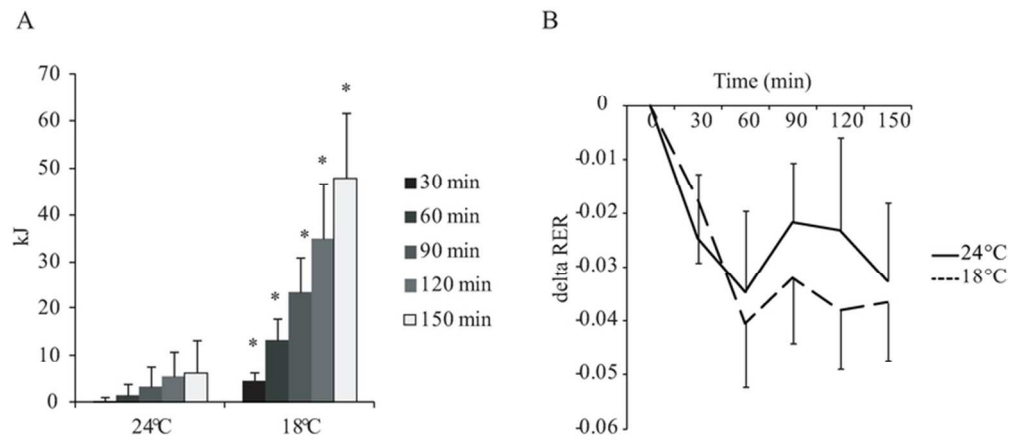 A
70
60
50
40
30
20
10
0
kJ
*
*
*
*
*
24°C
18°C
30 min
60 min
90 min
120 min
150 min
B
Time (min)
0
-0.01
-0.02
-0.03
-0.04
-0.05
-0.06
delta RER
0 30 60 90 120 150
24°C
18°C